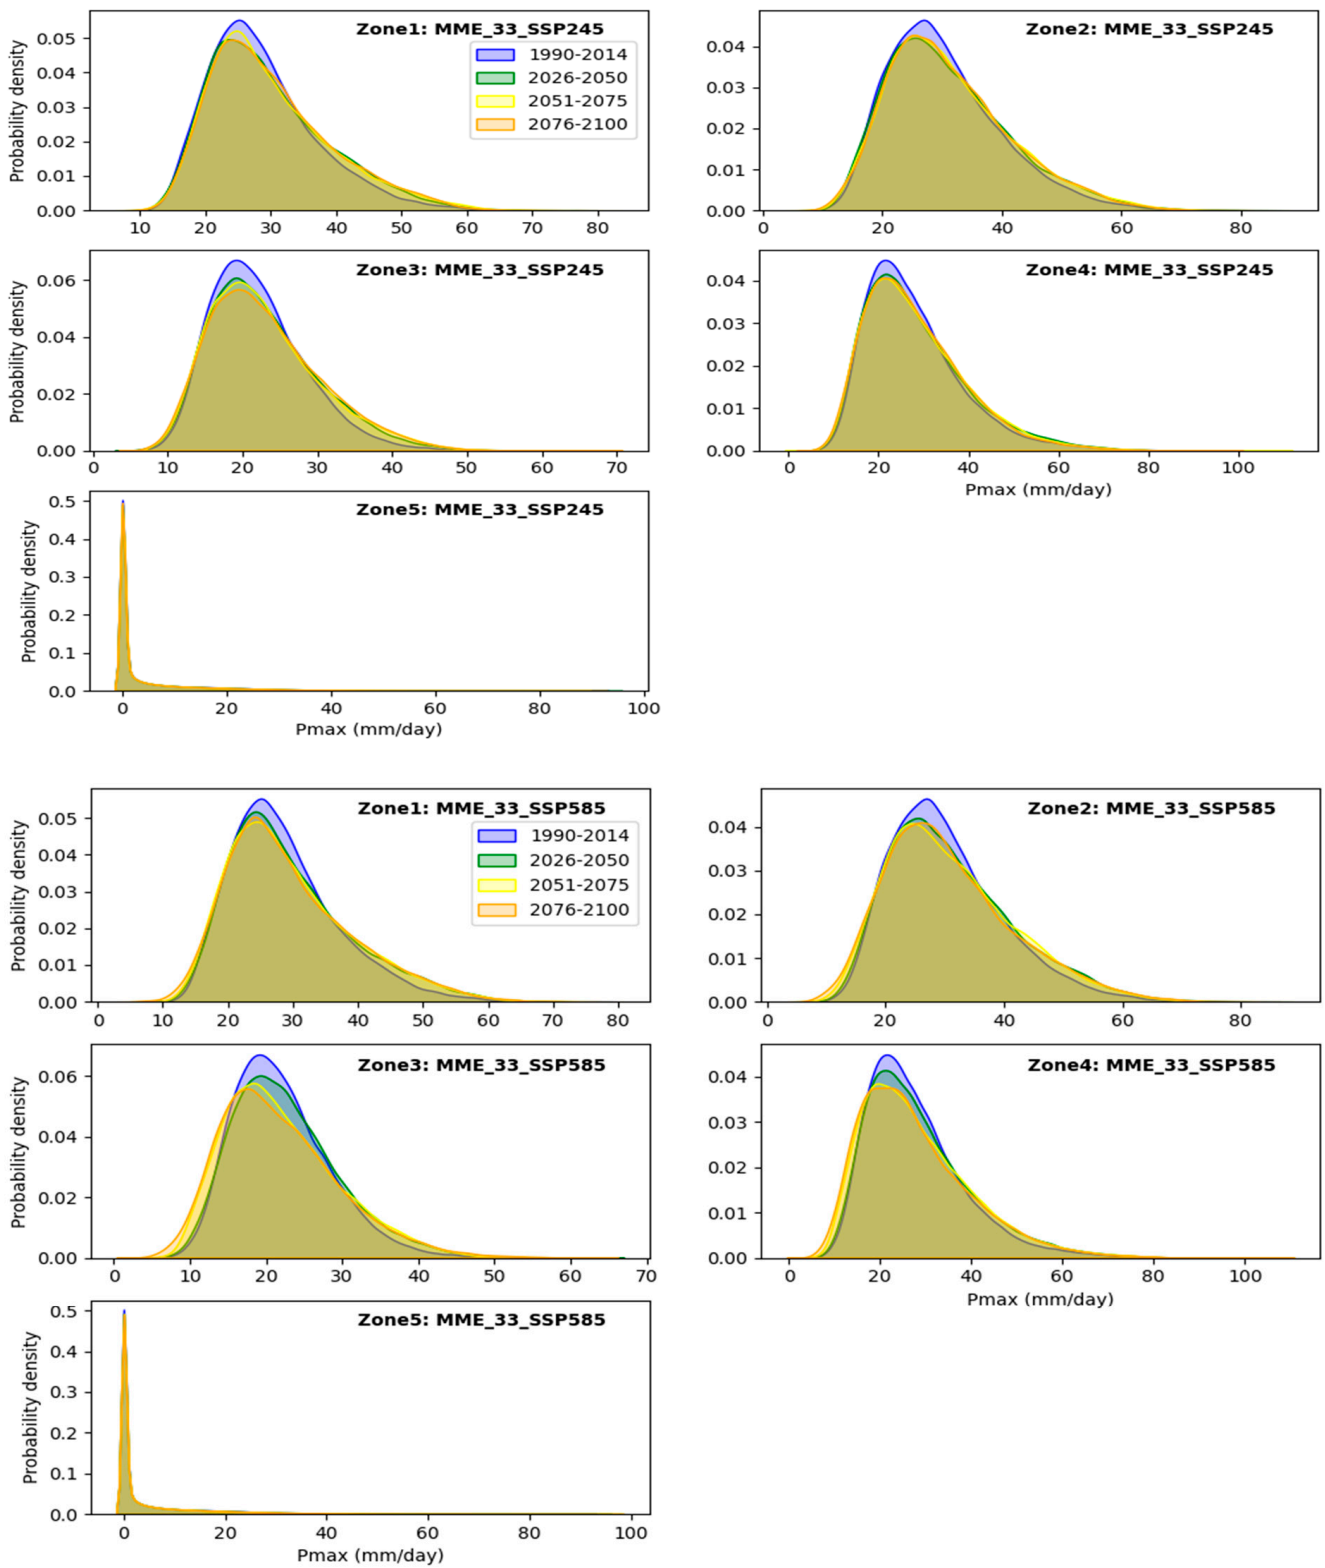 Zone1: MME_33_SSP245
1990-2014
2026-2050
2051-2075
2076-2100
Probability density
0.05
0.04
0.03
0.02
0.01
0.00
10 20 30 40 50 60 70 80
Zone2: MME_33_SSP245
0.04
0.03
0.02
0.01
0.00
0 20 40 60 80
Zone3: MME_33_SSP245
Probability density
0.06
0.04
0.02
0.00
0 10 20 30 40 50 60 70
Zone4: MME_33_SSP245
0.04
0.03
0.02
0.01
0.00
0 20 40 60 80 100
Pmax (mm/day)
Zone5: MME_33_SSP245
Probability density
0.5
0.4
0.3
0.2
0.1
0.0
0 20 40 60 80 100
Pmax (mm/day)
Zone1: MME_33_SSP585
1990-2014
2026-2050
2051-2075
2076-2100
Probability density
0.05
0.04
0.03
0.02
0.01
0.00
0 10 20 30 40 50 60 70 80
Zone2: MME_33_SSP585
0.04
0.03
0.02
0.01
0.00
0 20 40 60 80
Zone3: MME_33_SSP585
Probability density
0.06
0.04
0.02
0.00
0 10 20 30 40 50 60 70
Zone4: MME_33_SSP585
0.04
0.03
0.02
0.01
0.00
0 20 40 60 80 100
Pmax (mm/day)
Zone5: MME_33_SSP585
Probability density
0.5
0.4
0.3
0.2
0.1
0.0
0 20 40 60 80 100
Pmax (mm/day)